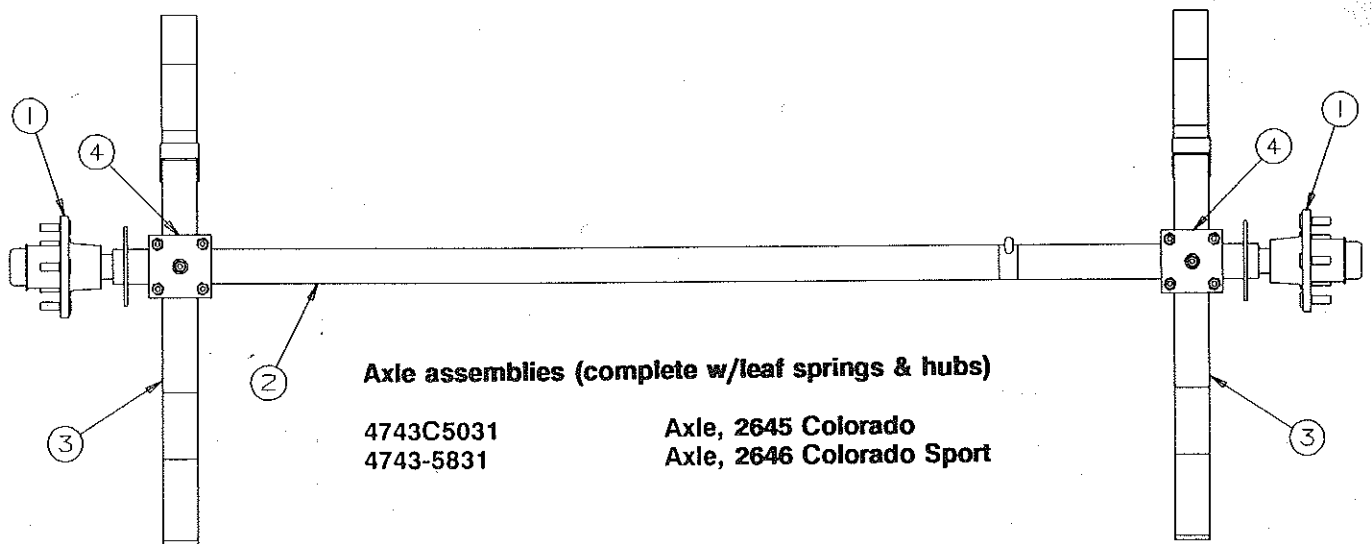 1
1
4
4
2
3
3
Axle assemblies (complete w/leaf springs & hubs)
4743C5031 Axle, 2645 Colorado
4743-5831 Axle, 2646 Colorado Sport